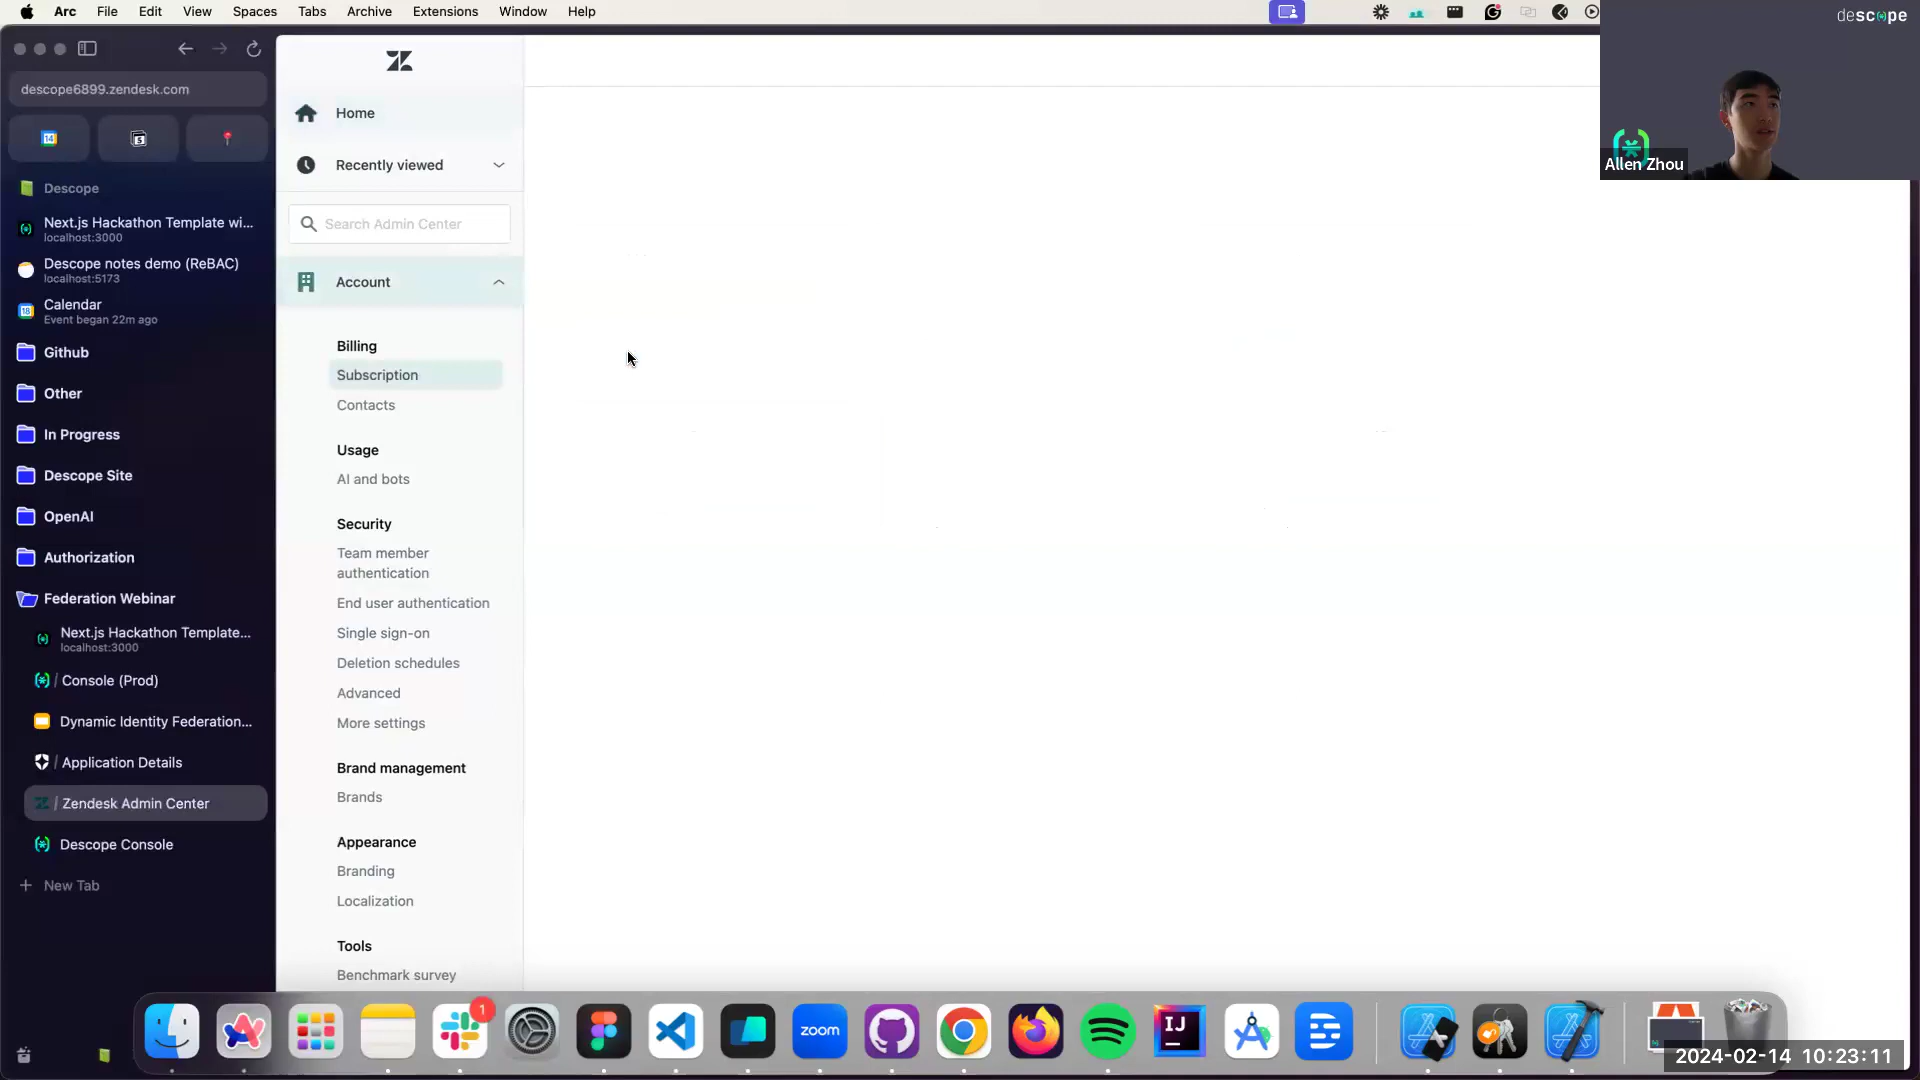 Arc File Edit View Spaces Tabs Archive Extensions Window Help
descope
Allen Zhou
descope6899.zendesk.com
14
Descope
Next.js Hackathon Template wi...
localhost:3000
Descope notes demo (ReBAC)
localhost:5173
Calendar
Event began 22m ago
Github
Other
In Progress
Descope Site
OpenAI
Authorization
Federation Webinar
Next.js Hackathon Template...
localhost:3000
/ Console (Prod)
Dynamic Identity Federation...
/ Application Details
/ Zendesk Admin Center
Descope Console
+ New Tab
Home
Recently viewed
Search Admin Center
Account
Billing
Subscription
Contacts
Usage
AI and bots
Security
Team member
authentication
End user authentication
Single sign-on
Deletion schedules
Advanced
More settings
Brand management
Brands
Appearance
Branding
Localization
Tools
Benchmark survey
1
zoom
IJ
2024-02-14 10:23:11